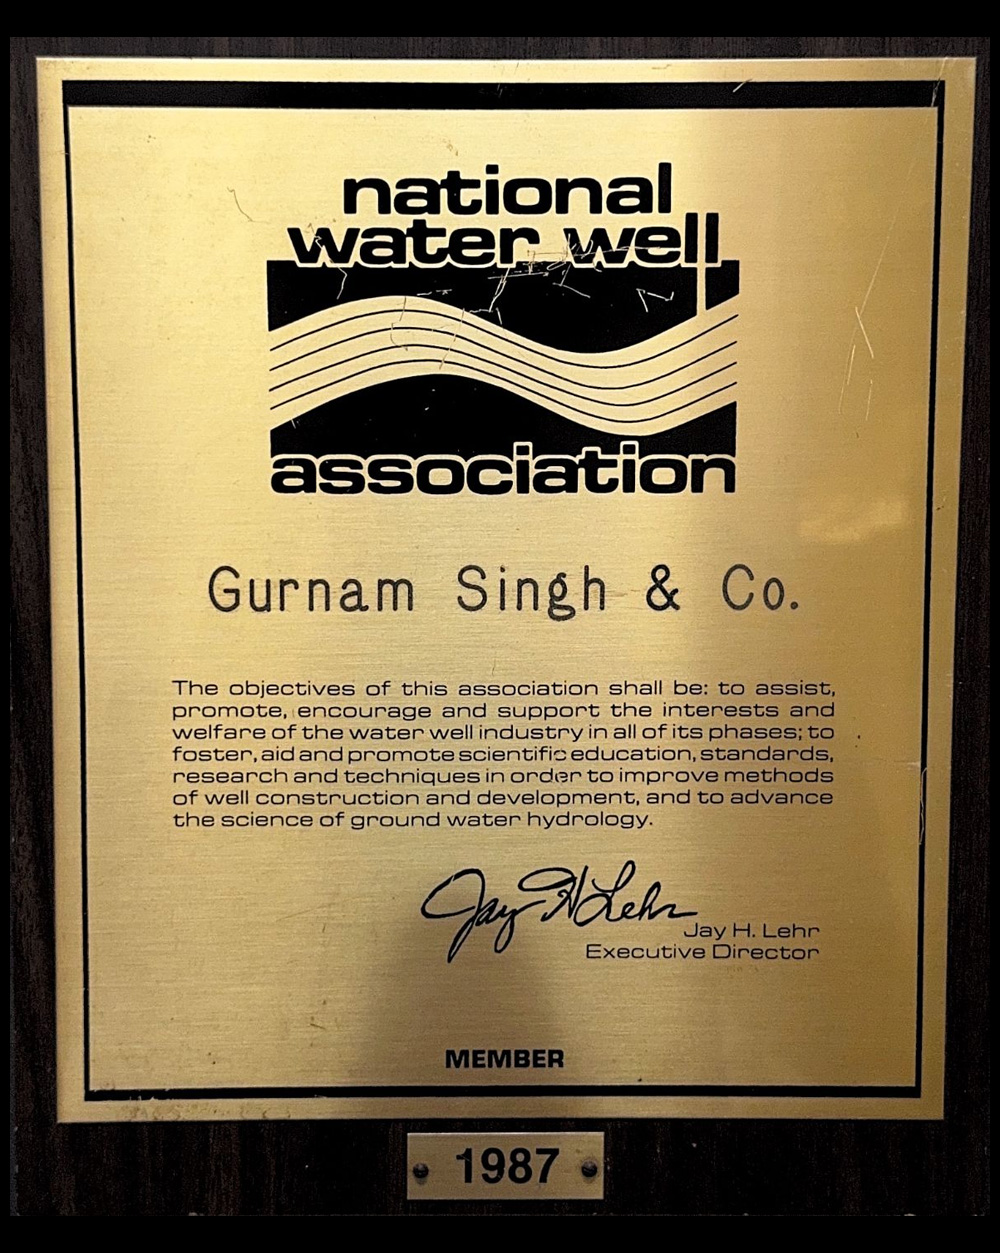 national
water well
association
Gurnam Singh & Co.
The objectives of this association shall be: to assist,
promote, encourage and support the interests and
welfare of the water well industry in all of its phases; to
foster, aid and promote scientific education, standards,
research and techniques in order to improve methods
of well construction and development, and to advance
the science of ground water hydrology.
Jay H Lehr
Jay H. Lehr
Executive Director
MEMBER
1987